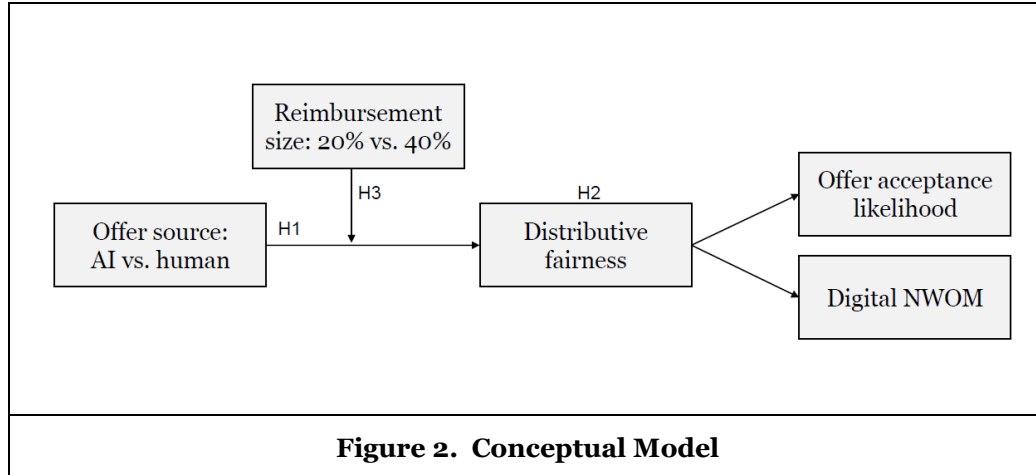 Reimbursement
size: 20% vs. 40%
H3
Offer source:
AI vs. human
H1
H2
Distributive
fairness
Offer acceptance
likelihood
Digital NWOM
Figure 2. Conceptual Model